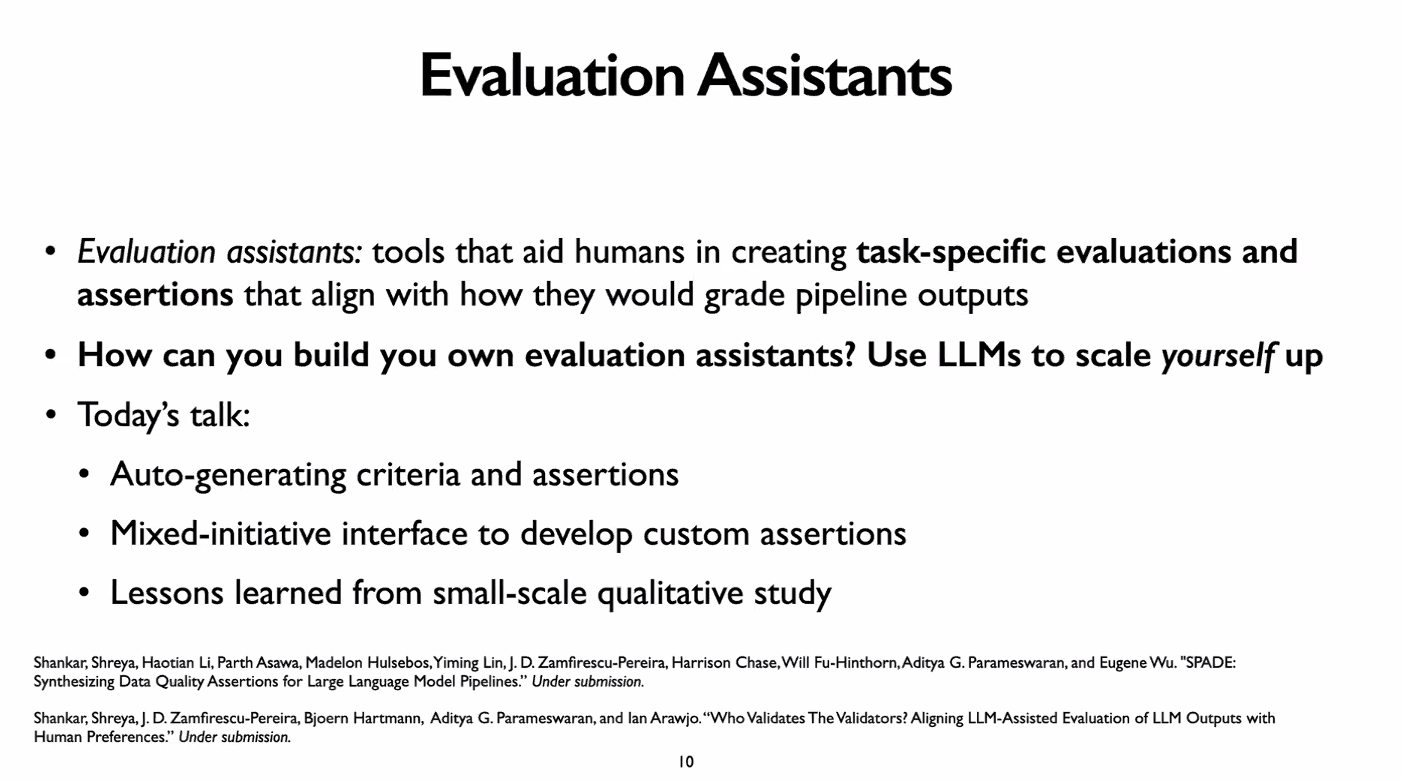 Evaluation Assistants
• Evaluation assistants: tools that aid humans in creating task-specific evaluations and
assertions that align with how they would grade pipeline outputs
• How can you build you own evaluation assistants? Use LLMs to scale yourself up
• Today’s talk:
• Auto-generating criteria and assertions
• Mixed-initiative interface to develop custom assertions
• Lessons learned from small-scale qualitative study
Shankar, Shreya, Haotian Li, Parth Asawa, Madelon Hulsebos, Yiming Lin, J. D. Zamfirescu-Pereira, Harrison Chase, Will Fu-Hinthorn, Aditya G. Parameswaran, and Eugene Wu. "SPADE:
Synthesizing Data Quality Assertions for Large Language Model Pipelines.” Under submission.
Shankar, Shreya, J. D. Zamfirescu-Pereira, Bjoern Hartmann, Aditya G. Parameswaran, and Ian Arawjo. “Who Validates The Validators? Aligning LLM-Assisted Evaluation of LLM Outputs with
Human Preferences.” Under submission.
10